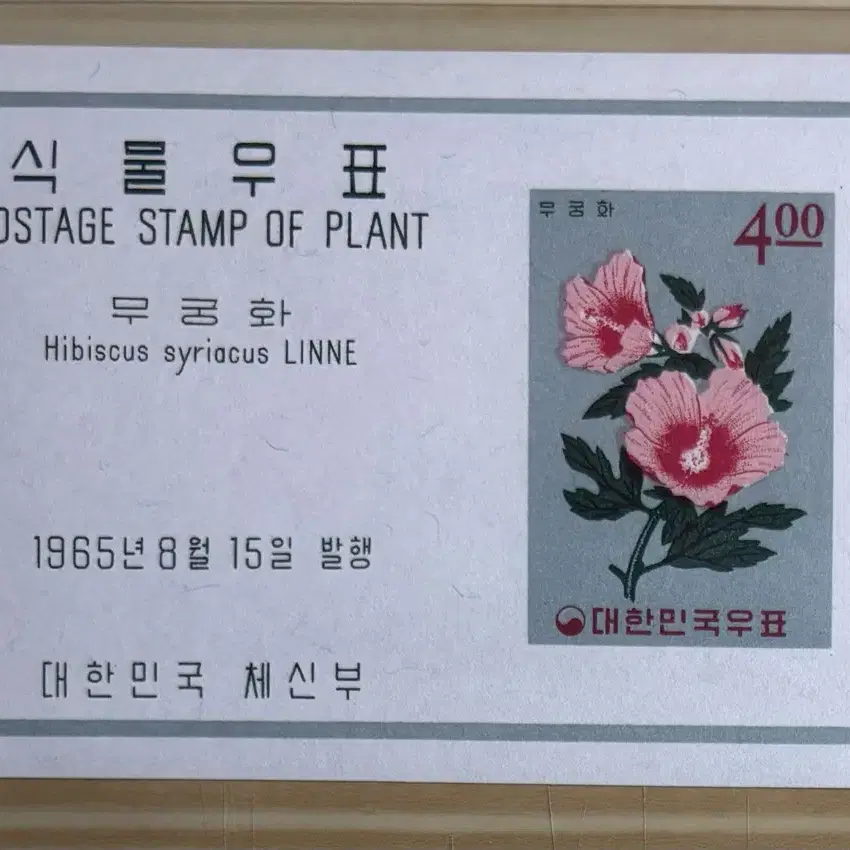 식물우표
OSTAGE STAMP OF PLANT
무궁화
Hibiscus syriacus LINNE
1965년 8월 15일 발행
대한민국 체신부
무궁화
4.00
대한민국우표